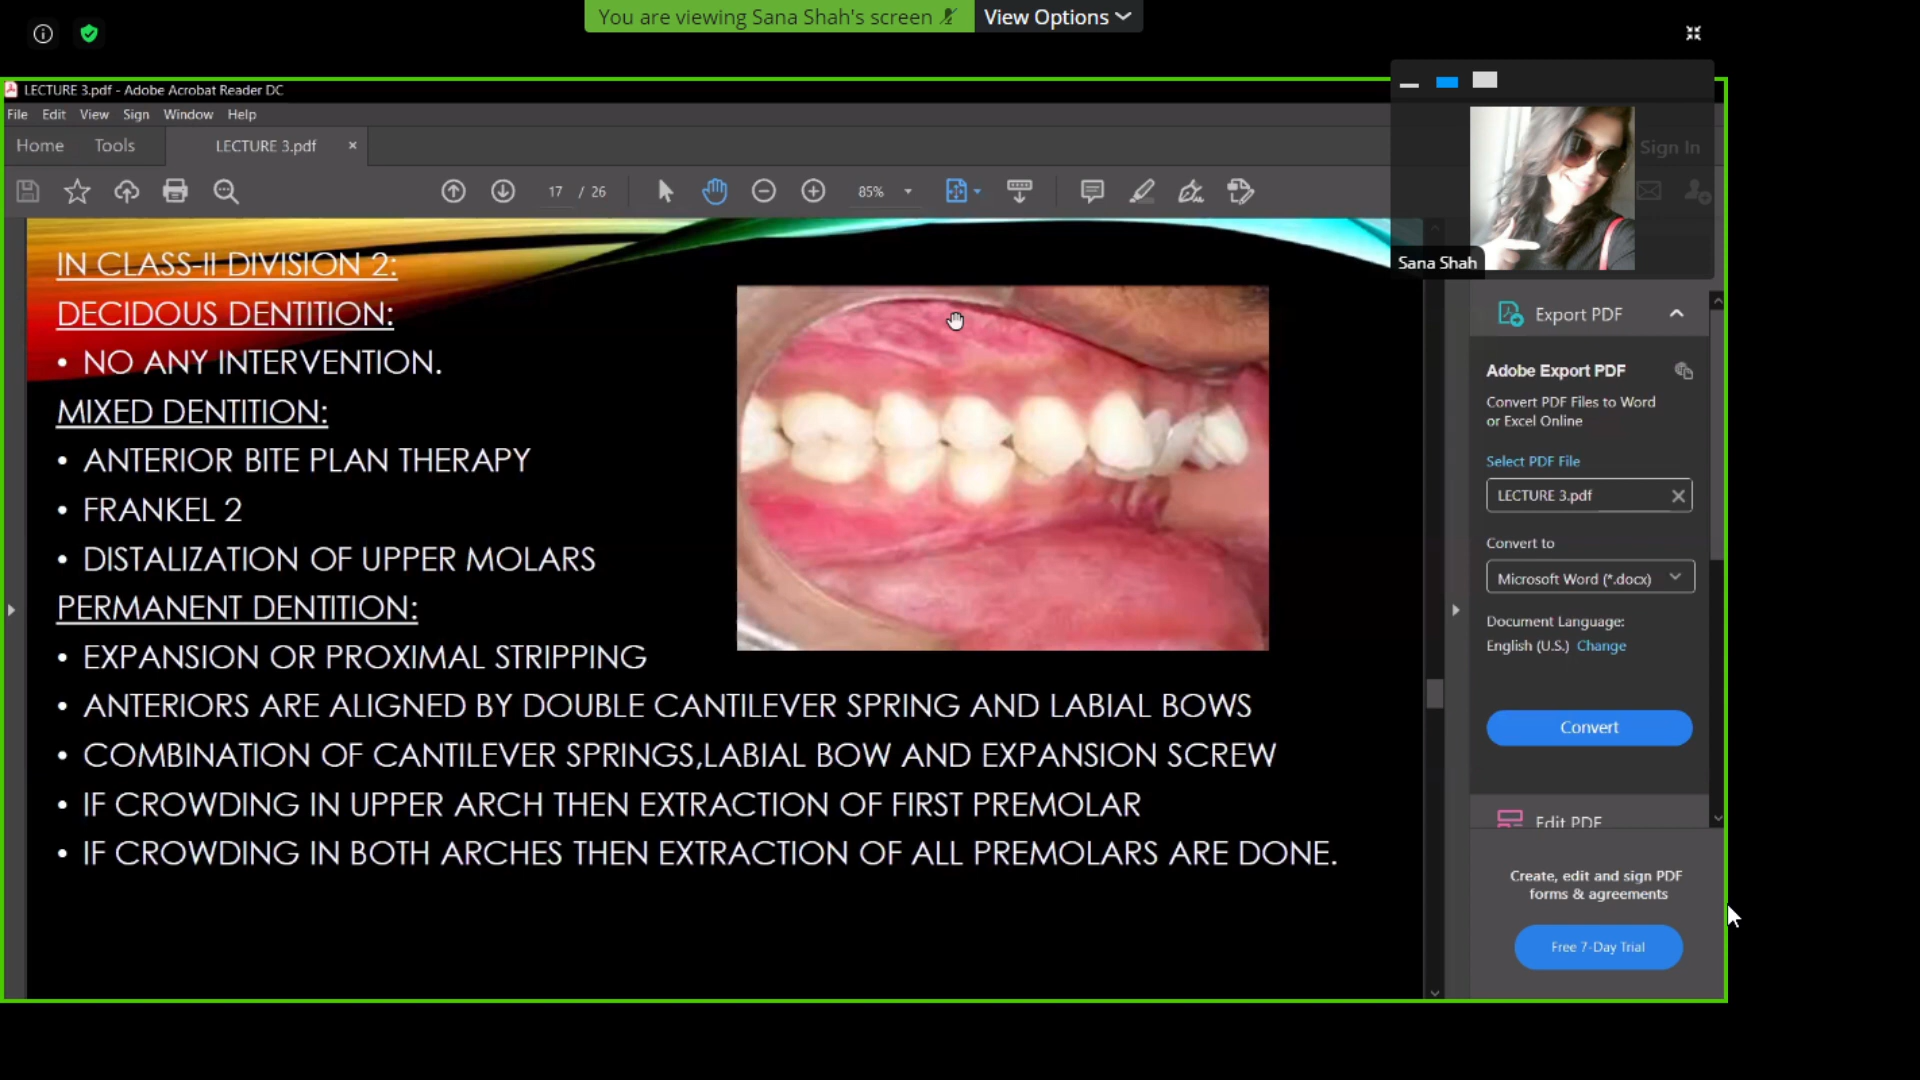 You are viewing Sana Shah's screen
View Options
LECTURE 3.pdf - Adobe Acrobat Reader DC
File Edit View Sign Window Help
Home Tools LECTURE 3.pdf × Sign In
17 / 26 85%
Sana Shah
IN CLASS-II DIVISION 2:
DECIDOUS DENTITION:
• NO ANY INTERVENTION.
MIXED DENTITION:
• ANTERIOR BITE PLAN THERAPY
• FRANKEL 2
• DISTALIZATION OF UPPER MOLARS
PERMANENT DENTITION:
• EXPANSION OR PROXIMAL STRIPPING
• ANTERIORS ARE ALIGNED BY DOUBLE CANTILEVER SPRING AND LABIAL BOWS
• COMBINATION OF CANTILEVER SPRINGS,LABIAL BOW AND EXPANSION SCREW
• IF CROWDING IN UPPER ARCH THEN EXTRACTION OF FIRST PREMOLAR
• IF CROWDING IN BOTH ARCHES THEN EXTRACTION OF ALL PREMOLARS ARE DONE.
Export PDF
Adobe Export PDF
Convert PDF Files to Word
or Excel Online
Select PDF File
LECTURE 3.pdf
Convert to
Microsoft Word (*.docx)
Document Language:
English (U.S.) Change
Convert
Edit PDF
Create, edit and sign PDF
forms & agreements
Free 7-Day Trial